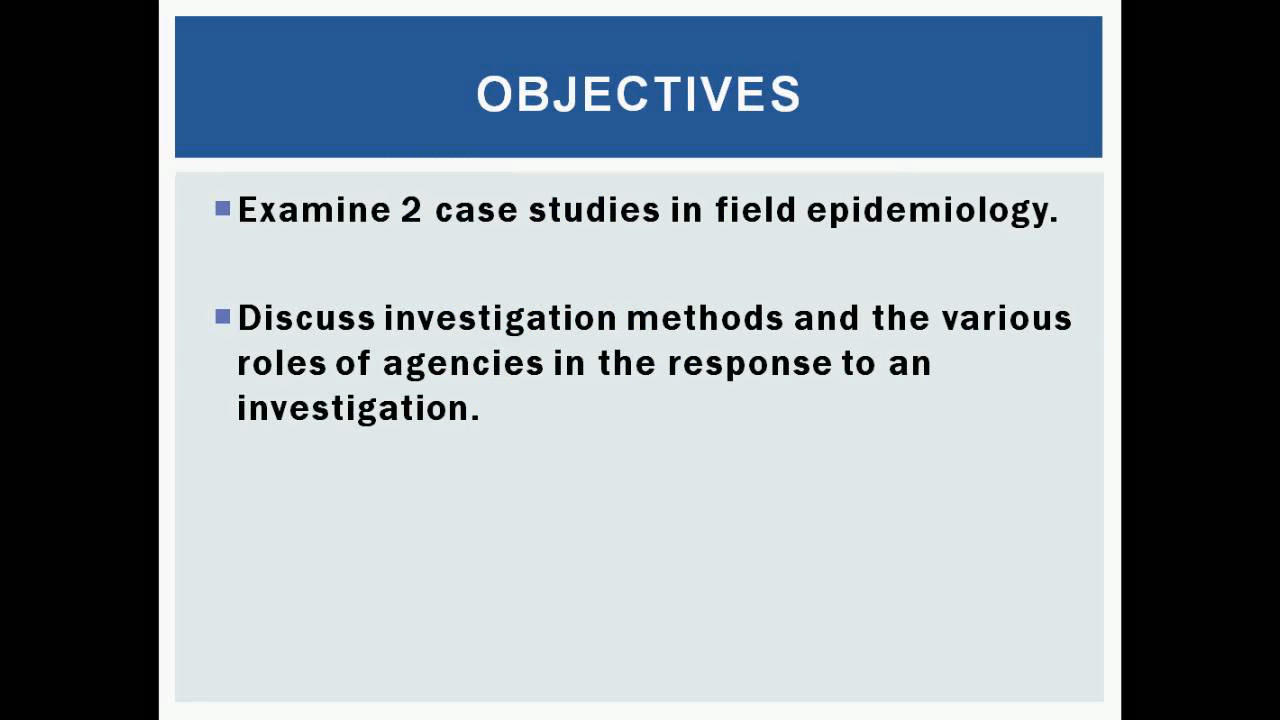 OBJECTIVES
Examine 2 case studies in field epidemiology.
Discuss investigation methods and the various
roles of agencies in the response to an
investigation.